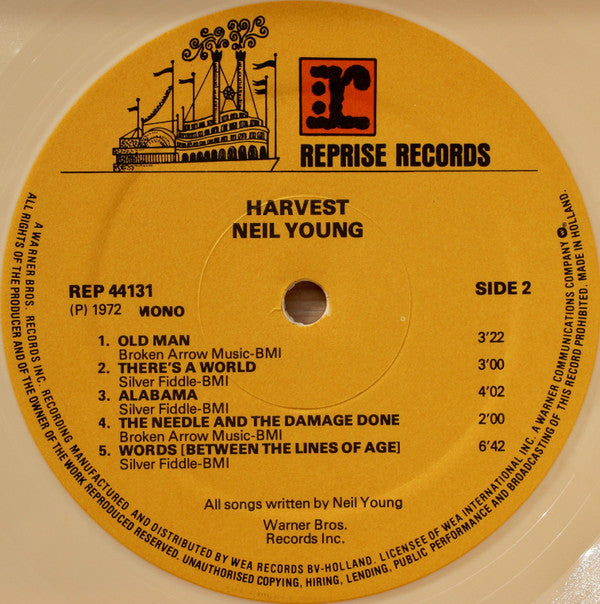 r
REPRISE RECORDS
HARVEST
NEIL YOUNG
REP 44131
SIDE 2
(P) 1972 MONO
1. OLD MAN 3'22
Broken Arrow Music-BMI
2. THERE'S A WORLD 3'00
Silver Fiddle-BMI
3. ALABAMA 4'02
Silver Fiddle-BMI
4. THE NEEDLE AND THE DAMAGE DONE 2'00
Broken Arrow Music-BMI
5. WORDS [BETWEEN THE LINES OF AGE] 6'42
Silver Fiddle-BMI
All songs written by Neil Young
Warner Bros.
Records Inc.
A WARNER BROS RECORDS INC. RECORDING MANUFACTURED AND DISTRIBUTED BY WEA RECORDS BV-HOLLAND. LICENSEE OF WEA INTERNATIONAL INC. A WARNER COMMUNICATIONS COMPANY
ALL RIGHTS OF THE PRODUCER AND OF THE OWNER OF THE WORK REPRODUCED RESERVED. UNAUTHORISED COPYING, HIRING, LENDING, PUBLIC PERFORMANCE AND BROADCASTING OF THIS RECORD PROHIBITED. MADE IN HOLLAND.